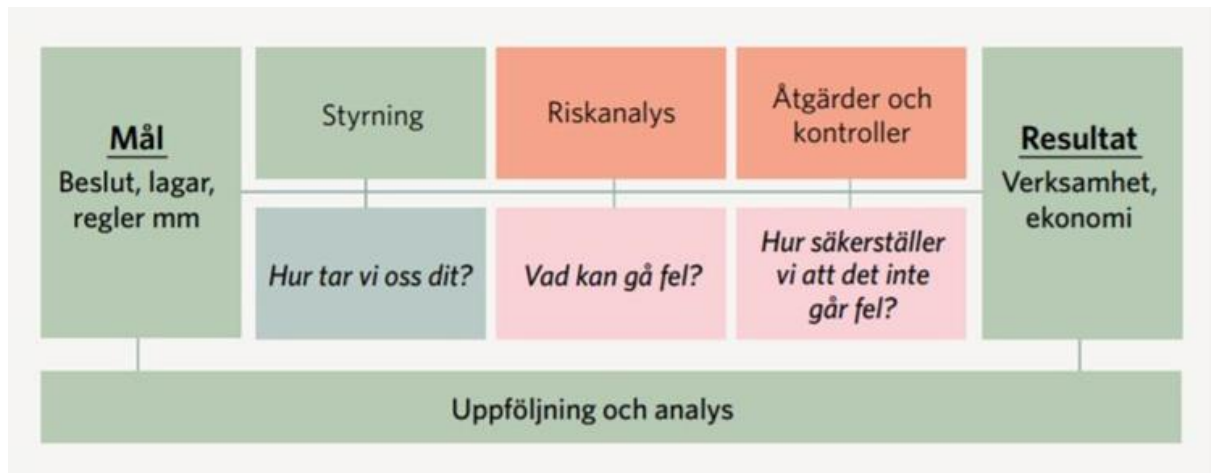 Mål
Beslut, lagar,
regler mm
Styrning
Hur tar vi oss dit?
Riskanalys
Vad kan gå fel?
Åtgärder och
kontroller
Hur säkerställer
vi att det inte
går fel?
Resultat
Verksamhet,
ekonomi
Uppföljning och analys